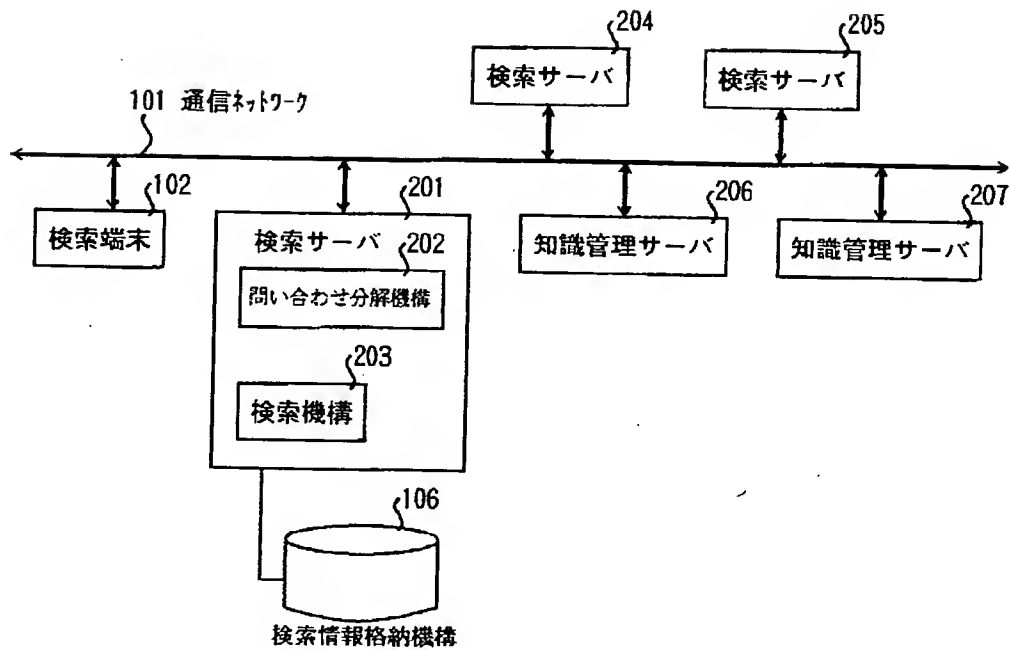 204
検索サーバ
205
検索サーバ
101 通信ネットワーク
102
検索端末
201
検索サーバ
202
問い合わせ分解機構
203
検索機構
206
知識管理サーバ
207
知識管理サーバ
106
検索情報格納機構